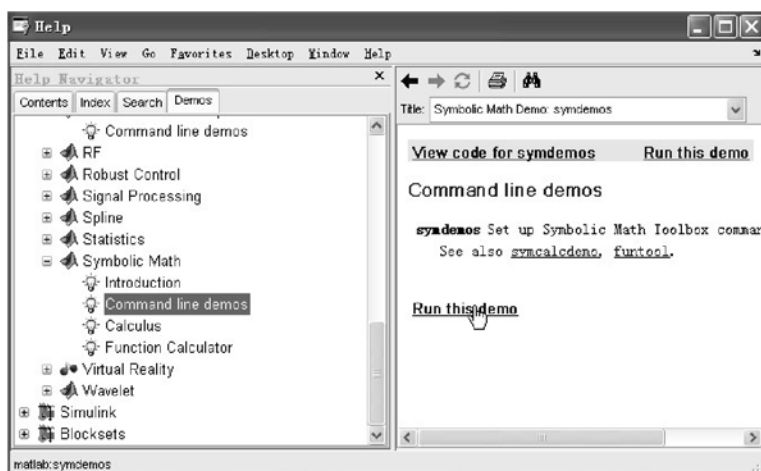 Help
File Edit View Go Favorites Desktop Window Help
Help Navigator
Contents Index Search Demos
Command line demos
RF
Robust Control
Signal Processing
Spline
Statistics
Symbolic Math
Introduction
Command line demos
Calculus
Function Calculator
Virtual Reality
Wavelet
Simulink
Blocksets
Title: Symbolic Math Demo: symdemos
View code for symdemos Run this demo
Command line demos
symdemos Set up Symbolic Math Toolbox comman
See also symcalcdemo, funtool.
Run this demo
matlab:symdemos